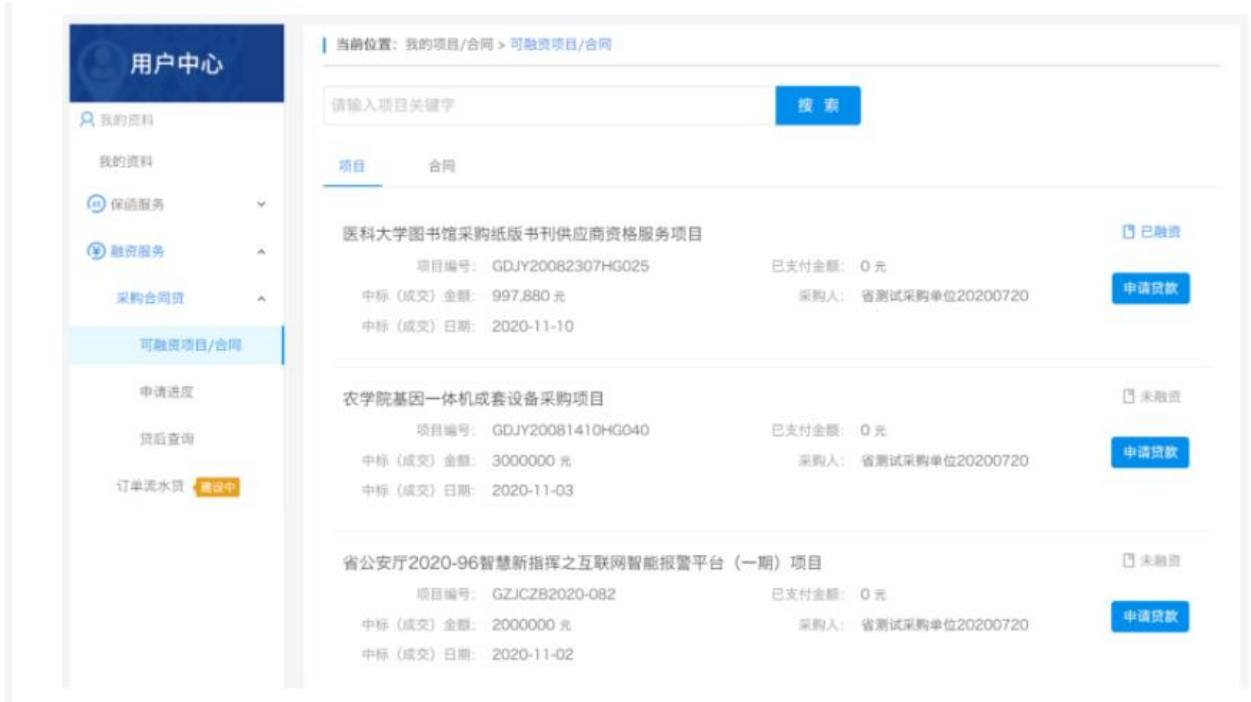 用户中心
我的资料
我的资料
保函服务
融资服务
采购合同贷
可融资项目/合同
申请进度
贷后查询
订单流水贷 建设中
当前位置：我的项目/合同 > 可融资项目/合同
请输入项目关键字 搜 索
项目 合同
医科大学图书馆采购纸版书刊供应商资格服务项目 已融资
项目编号： GDJY20082307HG025 已支付金额： 0 元
中标（成交）金额： 997,880 元 采购人： 省测试采购单位20200720 申请贷款
中标（成交）日期： 2020-11-10
农学院基因一体机成套设备采购项目 未融资
项目编号： GDJY20081410HG040 已支付金额： 0 元
中标（成交）金额： 3000000 元 采购人： 省测试采购单位20200720 申请贷款
中标（成交）日期： 2020-11-03
省公安厅2020-96智慧新指挥之互联网智能报警平台（一期）项目 未融资
项目编号： GZJCZB2020-082 已支付金额： 0 元
中标（成交）金额： 2000000 元 采购人： 省测试采购单位20200720 申请贷款
中标（成交）日期： 2020-11-02